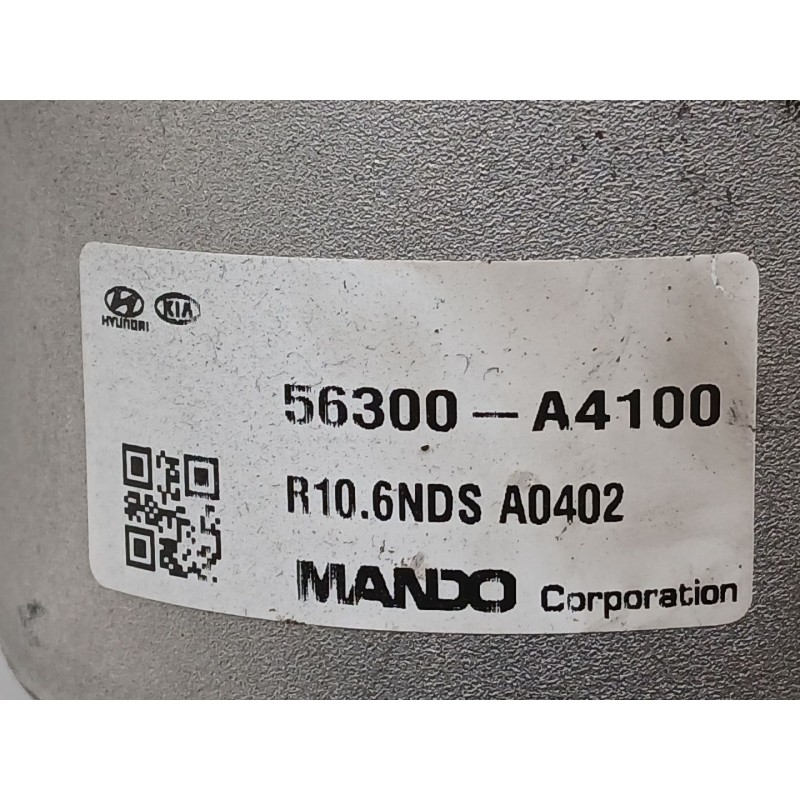 HYUNDAI KIA
56300-A4100
R10.6NDS A0402
MANDO Corporation